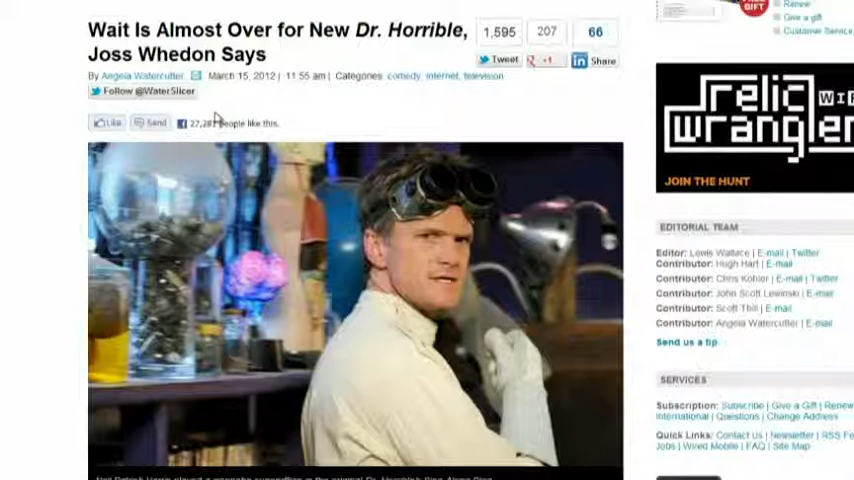 Wait Is Almost Over for New Dr. Horrible,
Joss Whedon Says
1,595
207
66
Tweet
+1
in Share
By Angela Watercutter
March 15, 2012 | 11:55 am | Categories: comedy, internet, television
Follow @WaterSlicer
Like
Send
people like this.
FREE GIFT
Renew
Give a gift
Customer Service
relic
wrangler
WI
JOIN THE HUNT
EDITORIAL TEAM
Editor: Lewis Wallace | E-mail | Twitter
Contributor: Hugh Hart | E-mail
Contributor: Chris Kohler | E-mail | Twitter
Contributor: John Scott Lewinski | E-mail
Contributor: Scott Thill | E-mail
Contributor: Angela Watercutter | E-mail
Send us a tip
SERVICES
Subscription: Subscribe | Give a Gift | Renew
International | Questions | Change Address
Quick Links: Contact Us | Newsletter | RSS Fe
Jobs | Wired Mobile | FAQ | Site Map